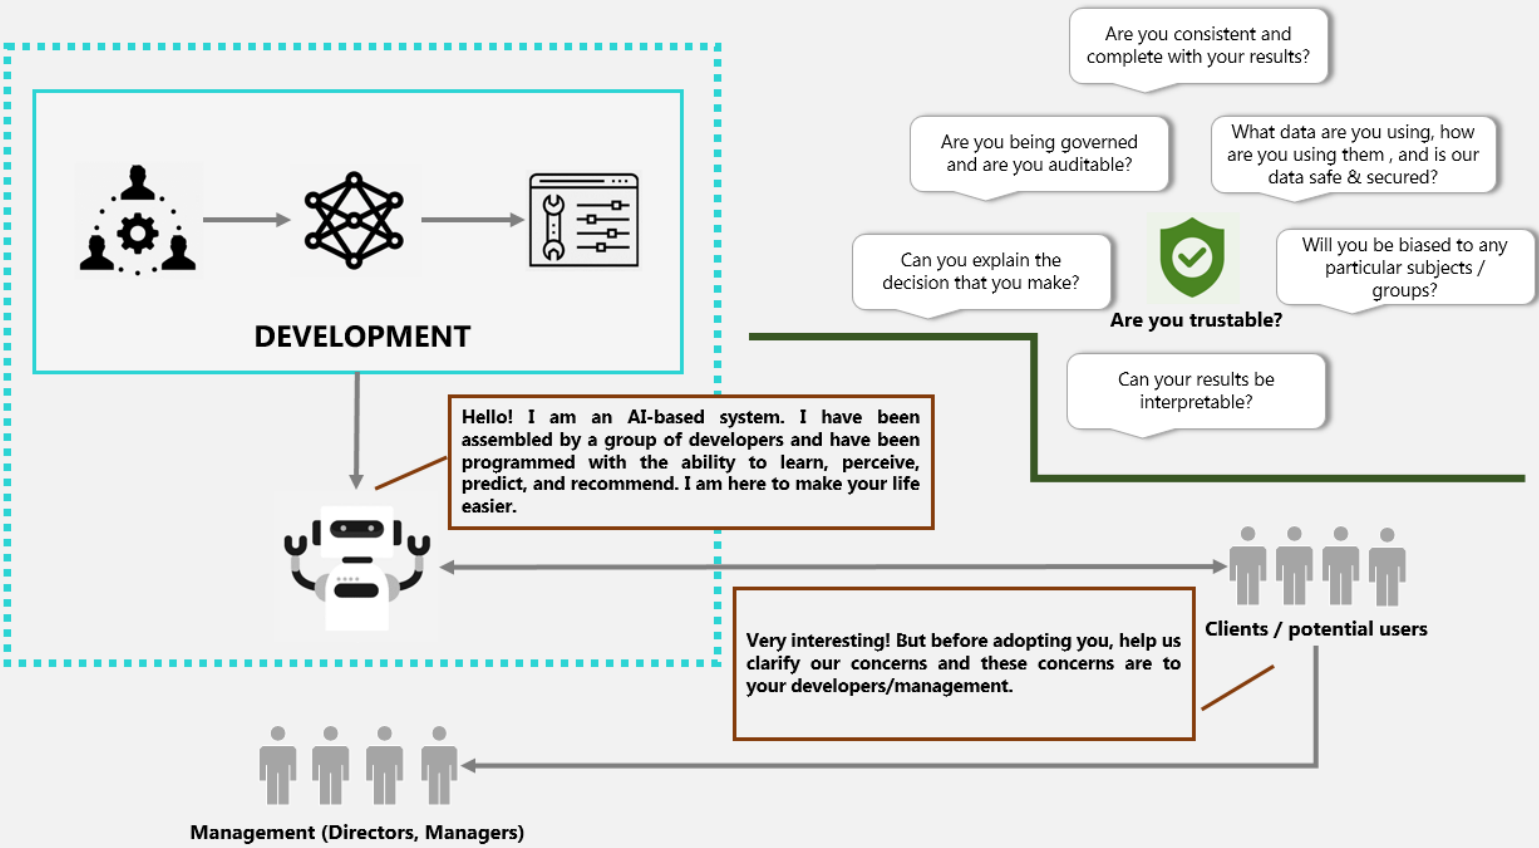 Are you consistent and
complete with your results?
Are you being governed
and are you auditable?
What data are you using, how
are you using them , and is our
data safe & secured?
Can you explain the
decision that you make?
Will you be biased to any
particular subjects /
groups?
Are you trustable?
Can your results be
interpretable?
DEVELOPMENT
Hello! I am an AI-based system. I have been
assembled by a group of developers and have been
programmed with the ability to learn, perceive,
predict, and recommend. I am here to make your life
easier.
Clients / potential users
Very interesting! But before adopting you, help us
clarify our concerns and these concerns are to
your developers/management.
Management (Directors, Managers)